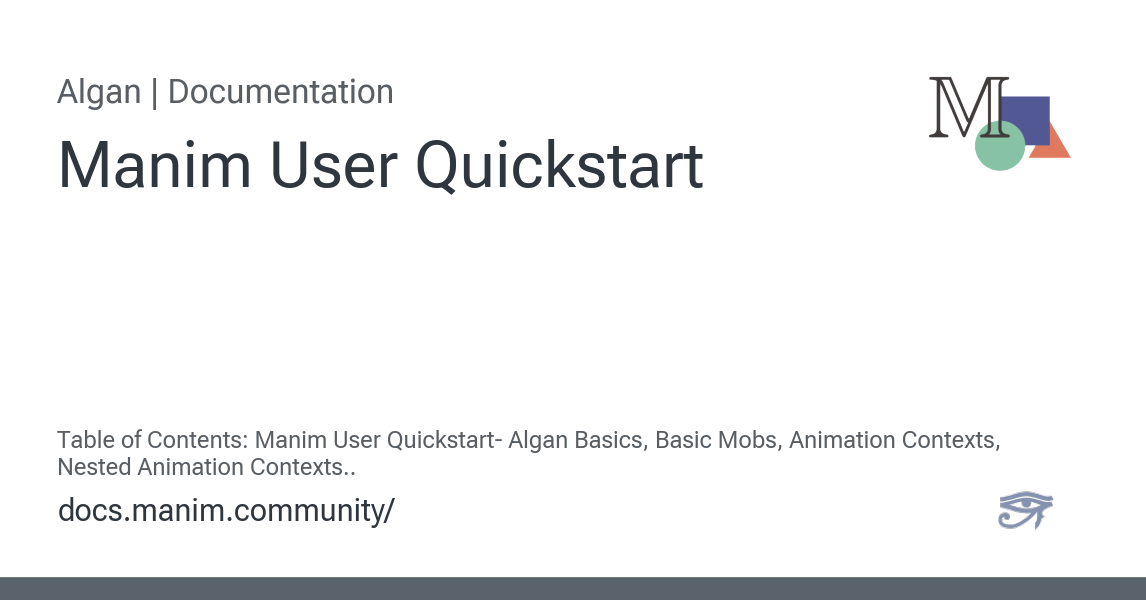 Algan | Documentation
M
Manim User Quickstart
Table of Contents: Manim User Quickstart- Algan Basics, Basic Mobs, Animation Contexts,
Nested Animation Contexts..
docs.manim.community/